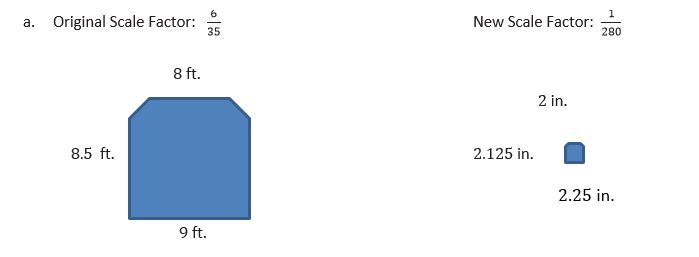 a. Original Scale Factor: 6/35
New Scale Factor: 1/280
8 ft.
2 in.
8.5 ft.
2.125 in.
2.25 in.
9 ft.